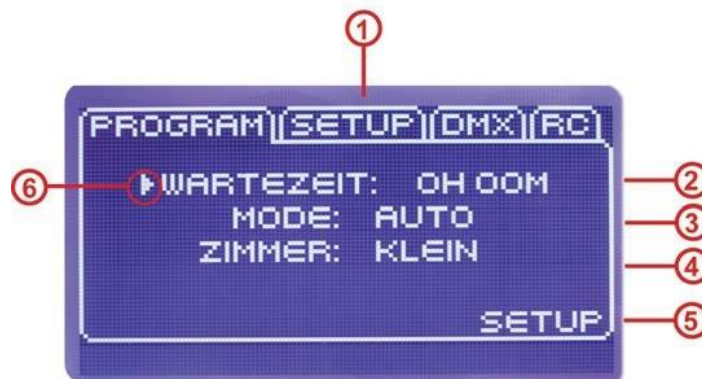 1
PROGRAM SETUP DMX RC
6 WARTEZEIT: 0H 00M 2
MODE: AUTO 3
ZIMMER: KLEIN 4
SETUP 5